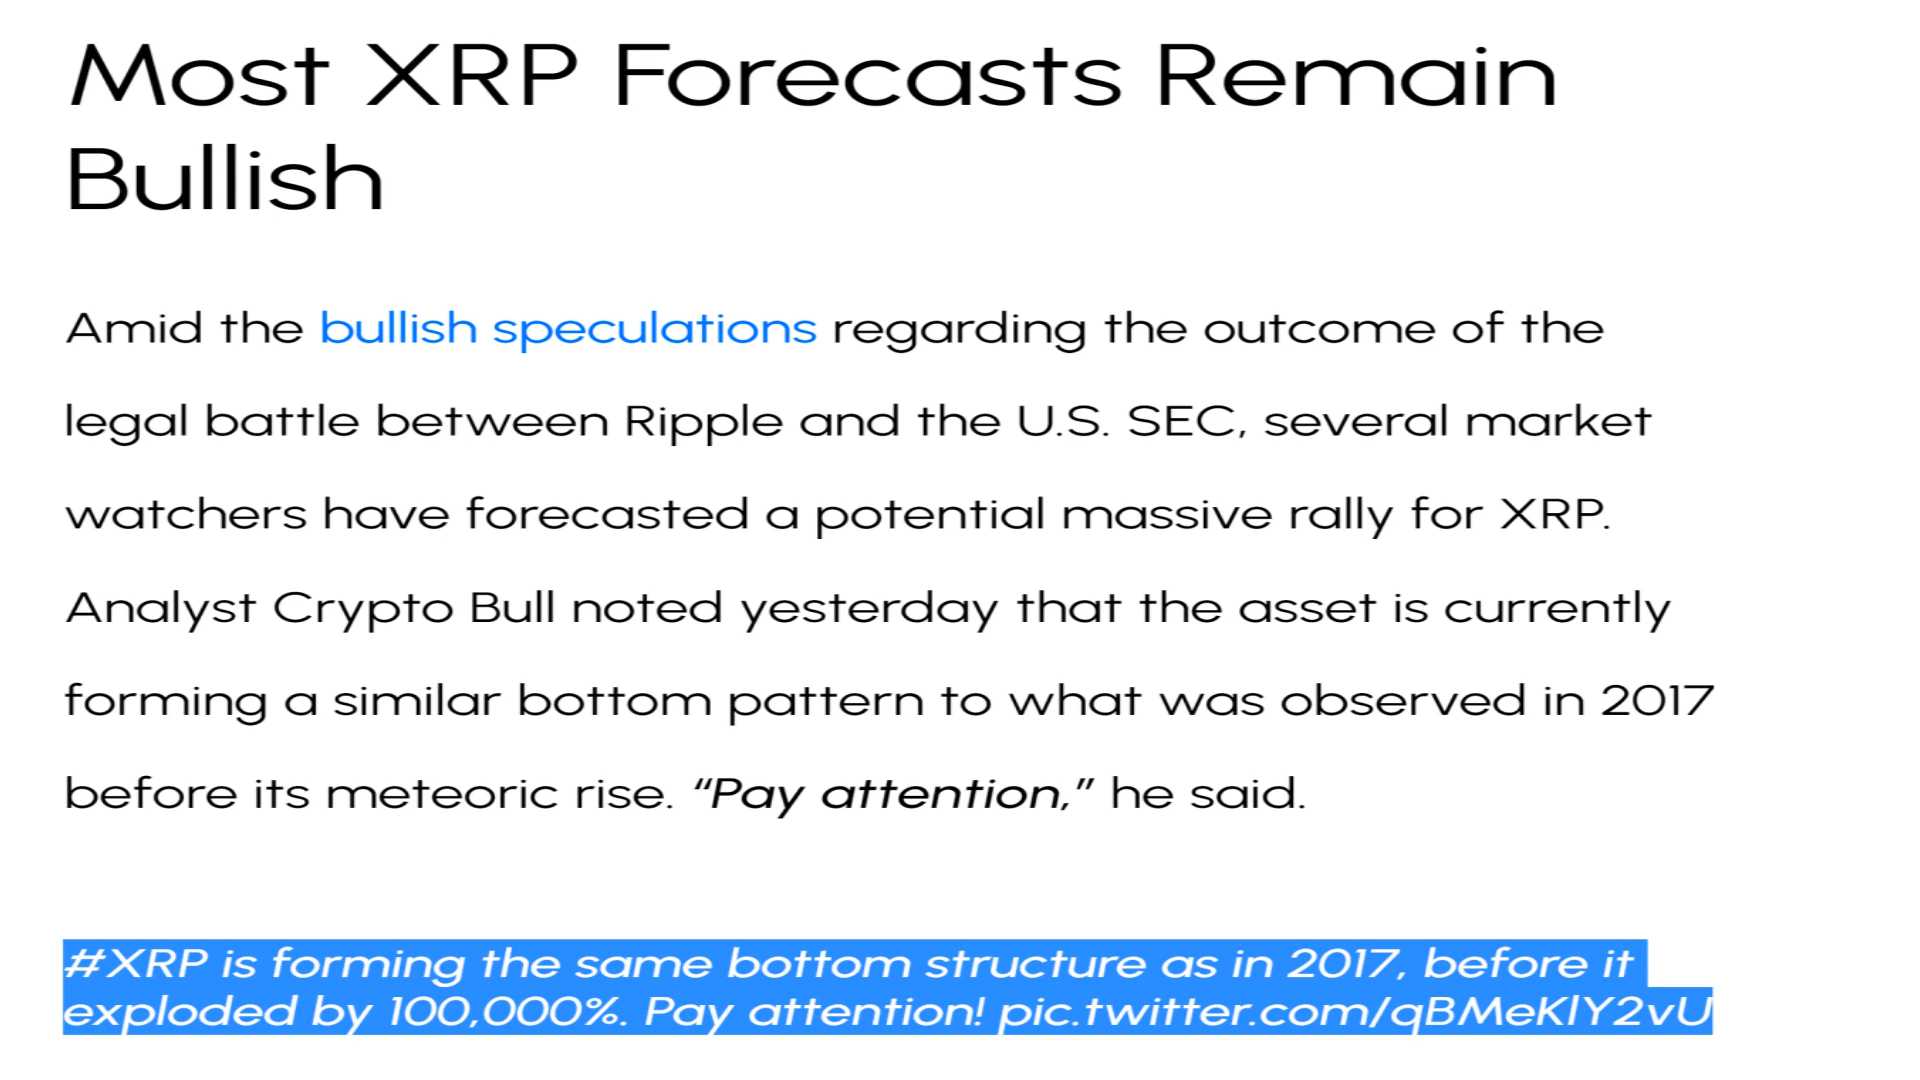 Most XRP Forecasts Remain
Bullish
Amid the bullish speculations regarding the outcome of the
legal battle between Ripple and the U.S. SEC, several market
watchers have forecasted a potential massive rally for XRP.
Analyst Crypto Bull noted yesterday that the asset is currently
forming a similar bottom pattern to what was observed in 2017
before its meteoric rise. “Pay attention,” he said.
#XRP is forming the same bottom structure as in 2017, before it
exploded by 100,000%. Pay attention! pic.twitter.com/qBMeKlY2vU